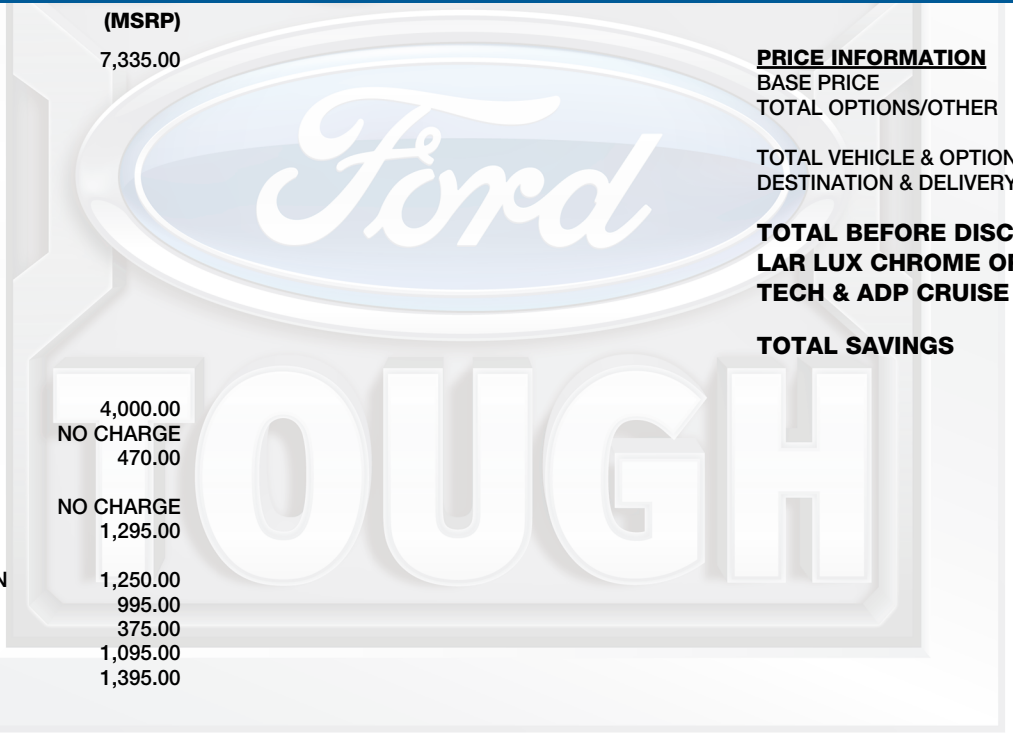 (MSRP)
7,335.00
4,000.00
NO CHARGE
470.00
NO CHARGE
1,295.00
N 1,250.00
995.00
375.00
1,095.00
1,395.00
PRICE INFORMATION
BASE PRICE
TOTAL OPTIONS/OTHER
TOTAL VEHICLE & OPTION
DESTINATION & DELIVERY
TOTAL BEFORE DISC
LAR LUX CHROME O
TECH & ADP CRUISE
TOTAL SAVINGS
Ford
TOUGH